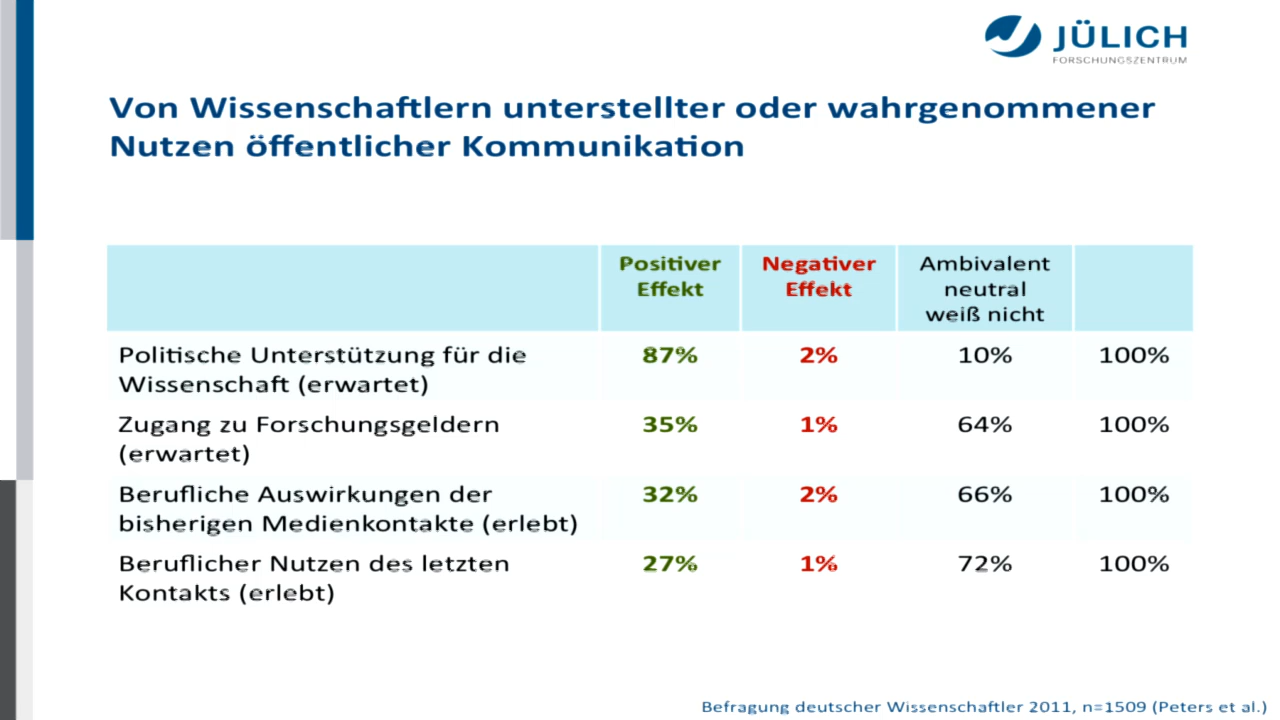 JÜLICH
FORSCHUNGSZENTRUM
Von Wissenschaftlern unterstellter oder wahrgenommener
Nutzen öffentlicher Kommunikation
Positiver Effekt
Negativer Effekt
Ambivalent neutral weiß nicht
Politische Unterstützung für die
Wissenschaft (erwartet)
87% 2% 10% 100%
Zugang zu Forschungsgeldern
(erwartet)
35% 1% 64% 100%
Berufliche Auswirkungen der
bisherigen Medienkontakte (erlebt)
32% 2% 66% 100%
Beruflicher Nutzen des letzten
Kontakts (erlebt)
27% 1% 72% 100%
Befragung deutscher Wissenschaftler 2011, n=1509 (Peters et al.)